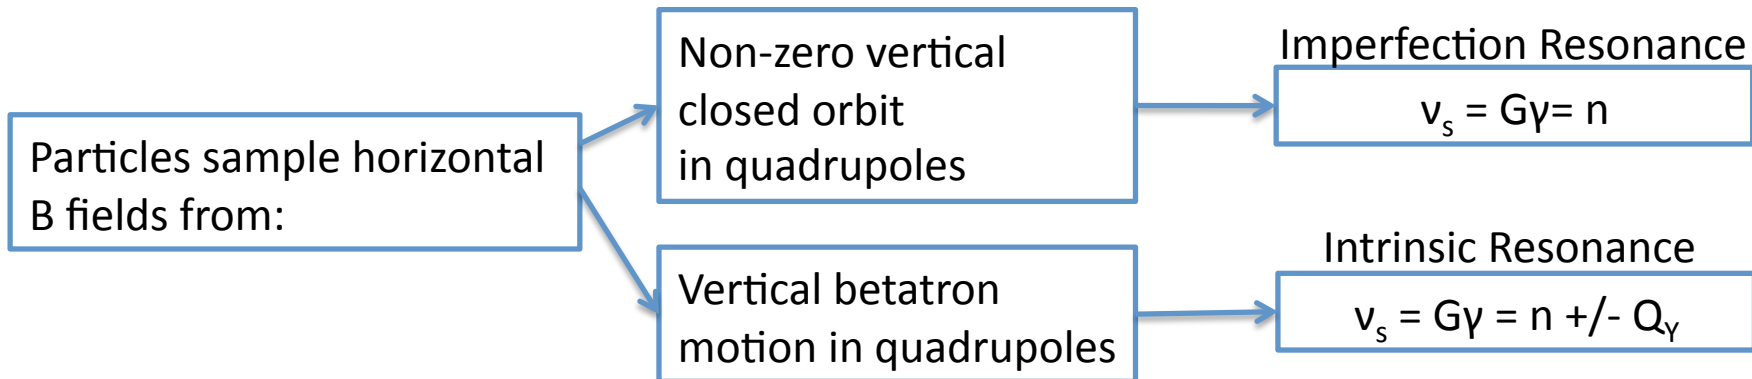 Particles sample horizontal
B fields from:
Non-zero vertical
closed orbit
in quadrupoles
Imperfection Resonance
νₛ = Gγ= n
Vertical betatron
motion in quadrupoles
Intrinsic Resonance
νₛ = Gγ = n +/- Q_Y